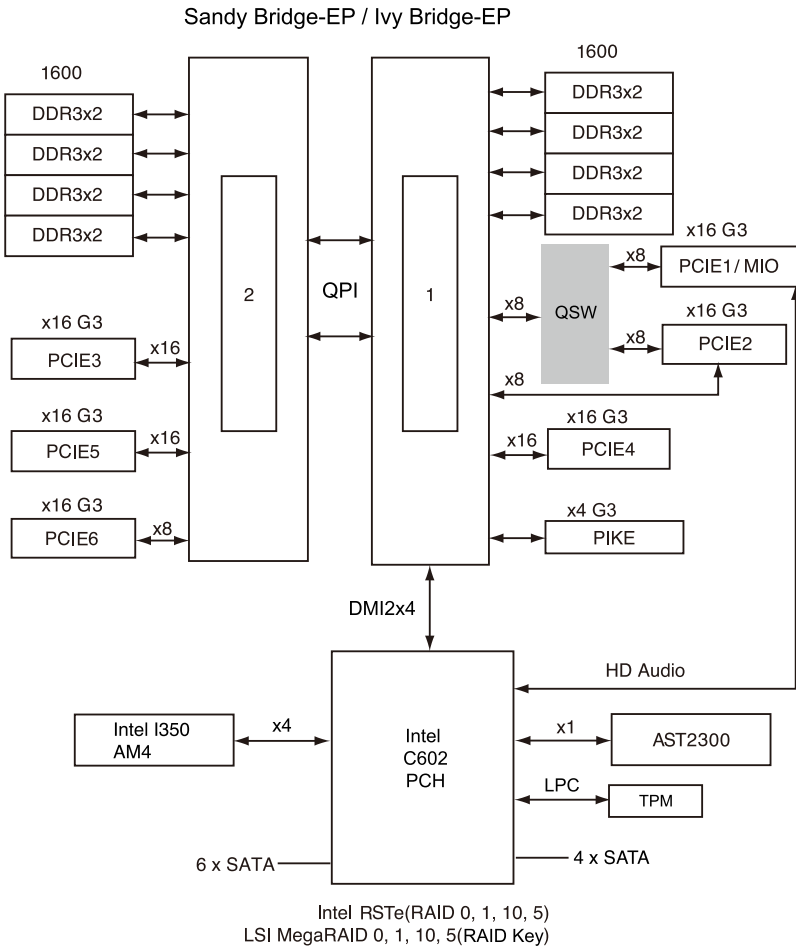 Sandy Bridge-EP / Ivy Bridge-EP
1600
DDR3x2
DDR3x2
DDR3x2
DDR3x2
1600
DDR3x2
DDR3x2
DDR3x2
DDR3x2
2
QPI
1
x16 G3
PCIE3
x16
x16 G3
PCIE5
x16
x16 G3
PCIE6
x8
x8
QSW
x8
x16 G3
PCIE1/ MIO
x8
x16 G3
PCIE2
x8
x16 G3
x16
PCIE4
x4 G3
PIKE
DMI2x4
HD Audio
Intel I350
AM4
x4
Intel
C602
PCH
x1
AST2300
LPC
TPM
6 x SATA
4 x SATA
Intel RSTe(RAID 0, 1, 10, 5)
LSI MegaRAID 0, 1, 10, 5(RAID Key)